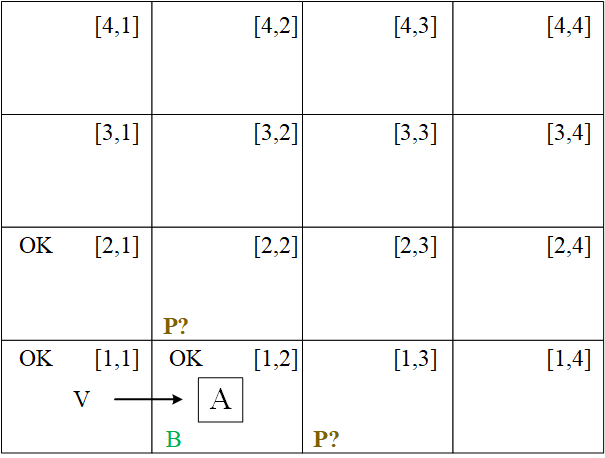 [4,1] [4,2] [4,3] [4,4]
[3,1] [3,2] [3,3] [3,4]
OK [2,1] [2,2] [2,3] [2,4]
P?
OK [1,1] OK [1,2] [1,3] [1,4]
V A
B P?